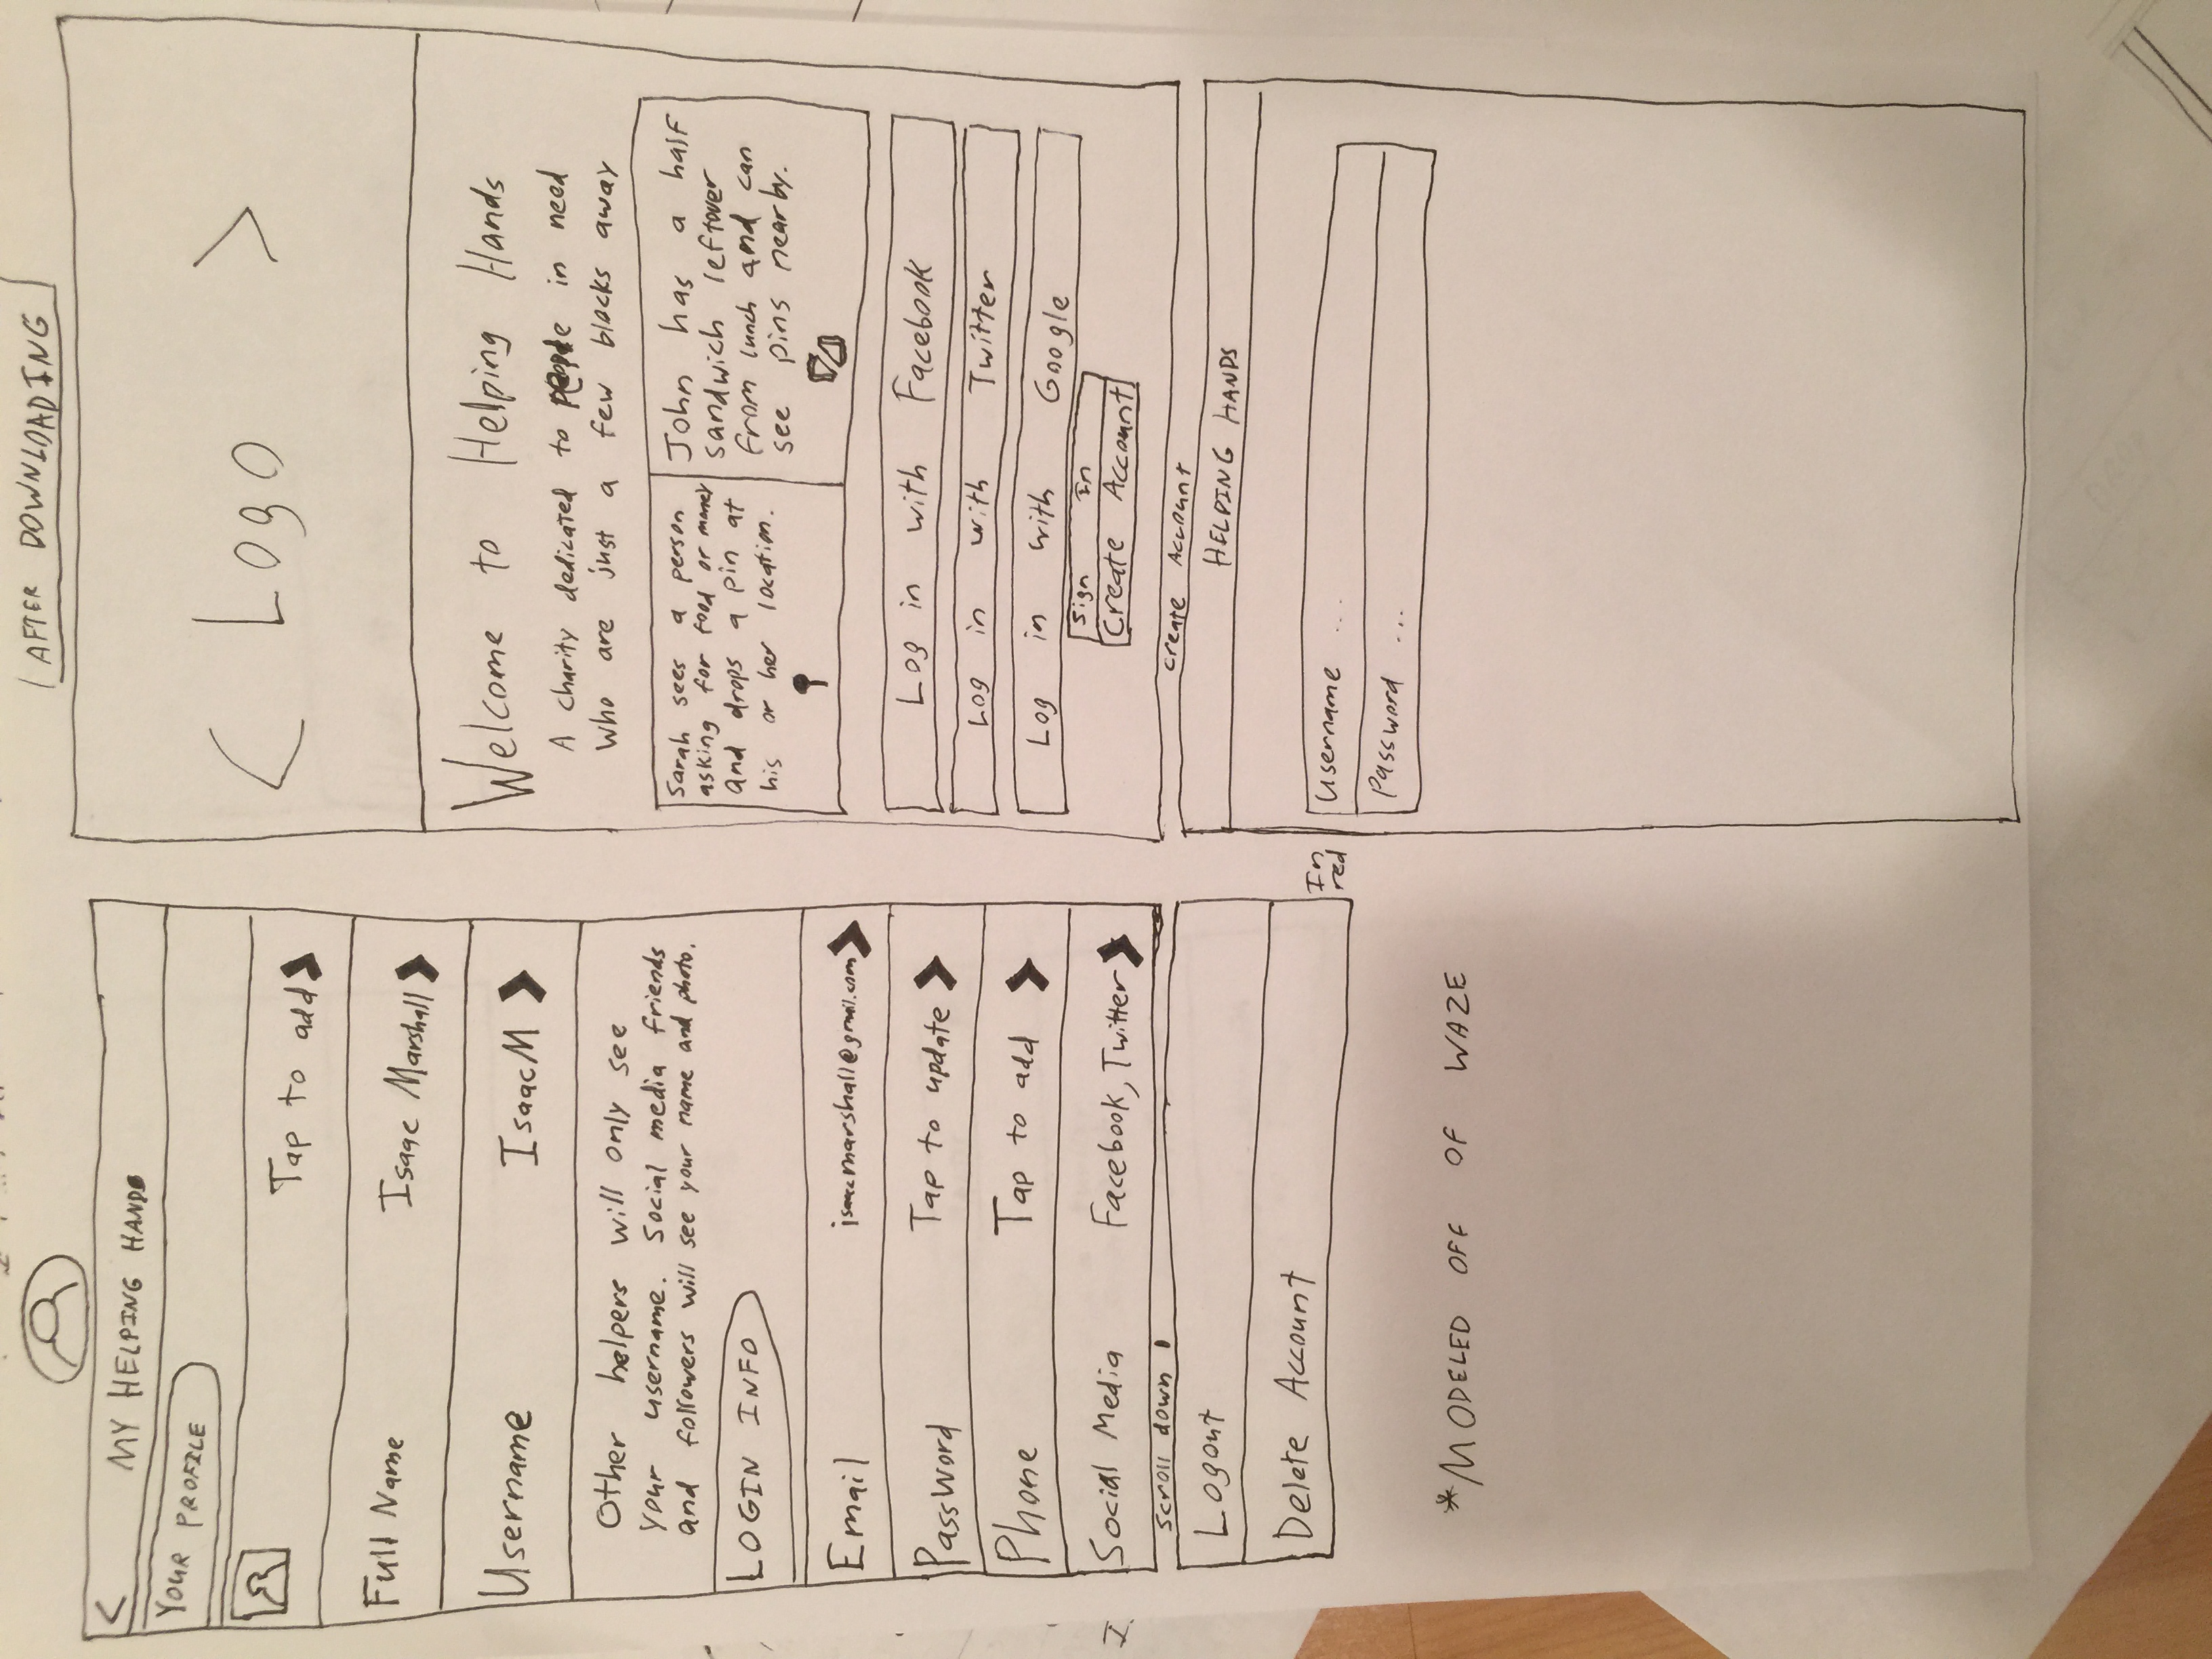 MY HELPING HANDS
YOUR PROFILE
Tap to add
Full Name Isaac Marshall
Username IsaacM
Other helpers will only see
your username. Social media friends
and followers will see your name and photo.
LOGIN INFO
Email isaacmarshall@gmail.com
Password Tap to update
Phone Tap to add
Social Media Facebook, Twitter
scroll down
Logout
Delete Account
In
red
*MODELED OFF OF WAZE
AFTER DOWNLOADING
< Logo >
Welcome to Helping Hands
A charity dedicated to people in need
who are just a few blocks away
Sarah sees a person
asking for food or money
and drops a pin at
his or her location.
John has a half
sandwich leftover
from lunch and can
see pins nearby.
Log in with Facebook
Log in with Twitter
Log in with Google
Sign In
Create Account
Create Account
HELPING HANDS
Username ...
Password ...